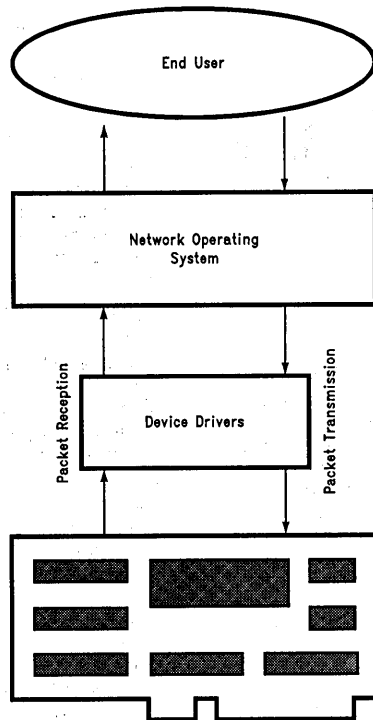 End User
Network Operating
System
Packet Reception
Device Drivers
Packet Transmission